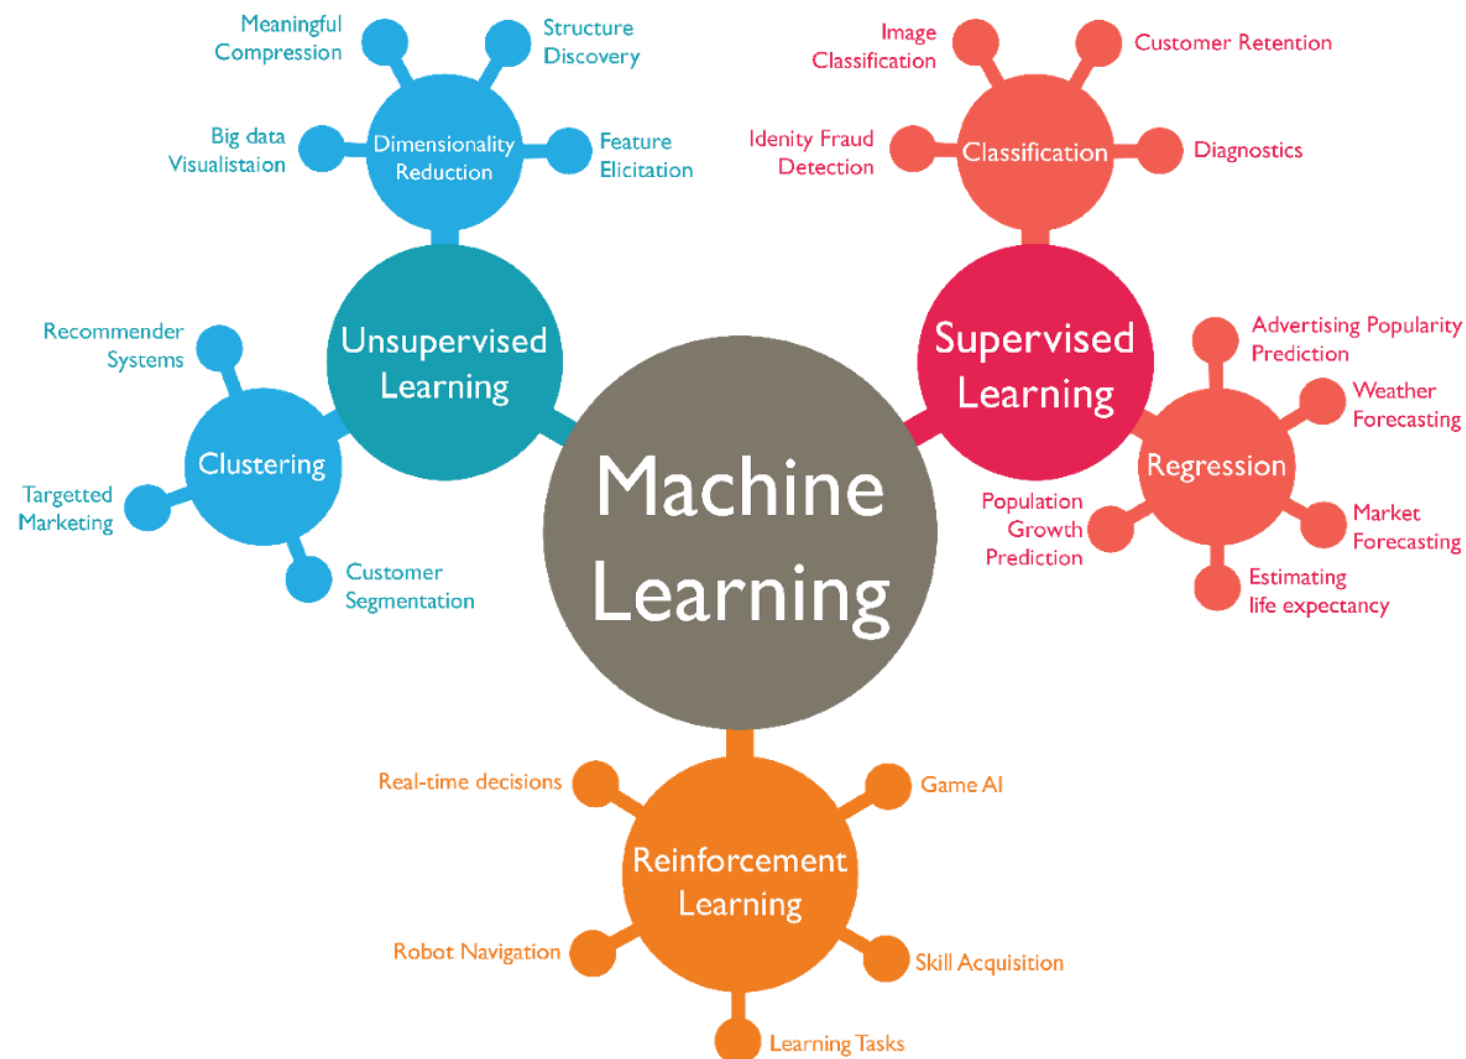 Meaningful
Compression
Structure
Discovery
Big data
Visualistaion
Dimensionality
Reduction
Feature
Elicitation
Image
Classification
Customer Retention
Idenity Fraud
Detection
Classification
Diagnostics
Unsupervised
Learning
Recommender
Systems
Clustering
Targetted
Marketing
Customer
Segmentation
Machine
Learning
Supervised
Learning
Advertising Popularity
Prediction
Weather
Forecasting
Regression
Population
Growth
Prediction
Market
Forecasting
Estimating
life expectancy
Real-time decisions
Game AI
Reinforcement
Learning
Robot Navigation
Skill Acquisition
Learning Tasks